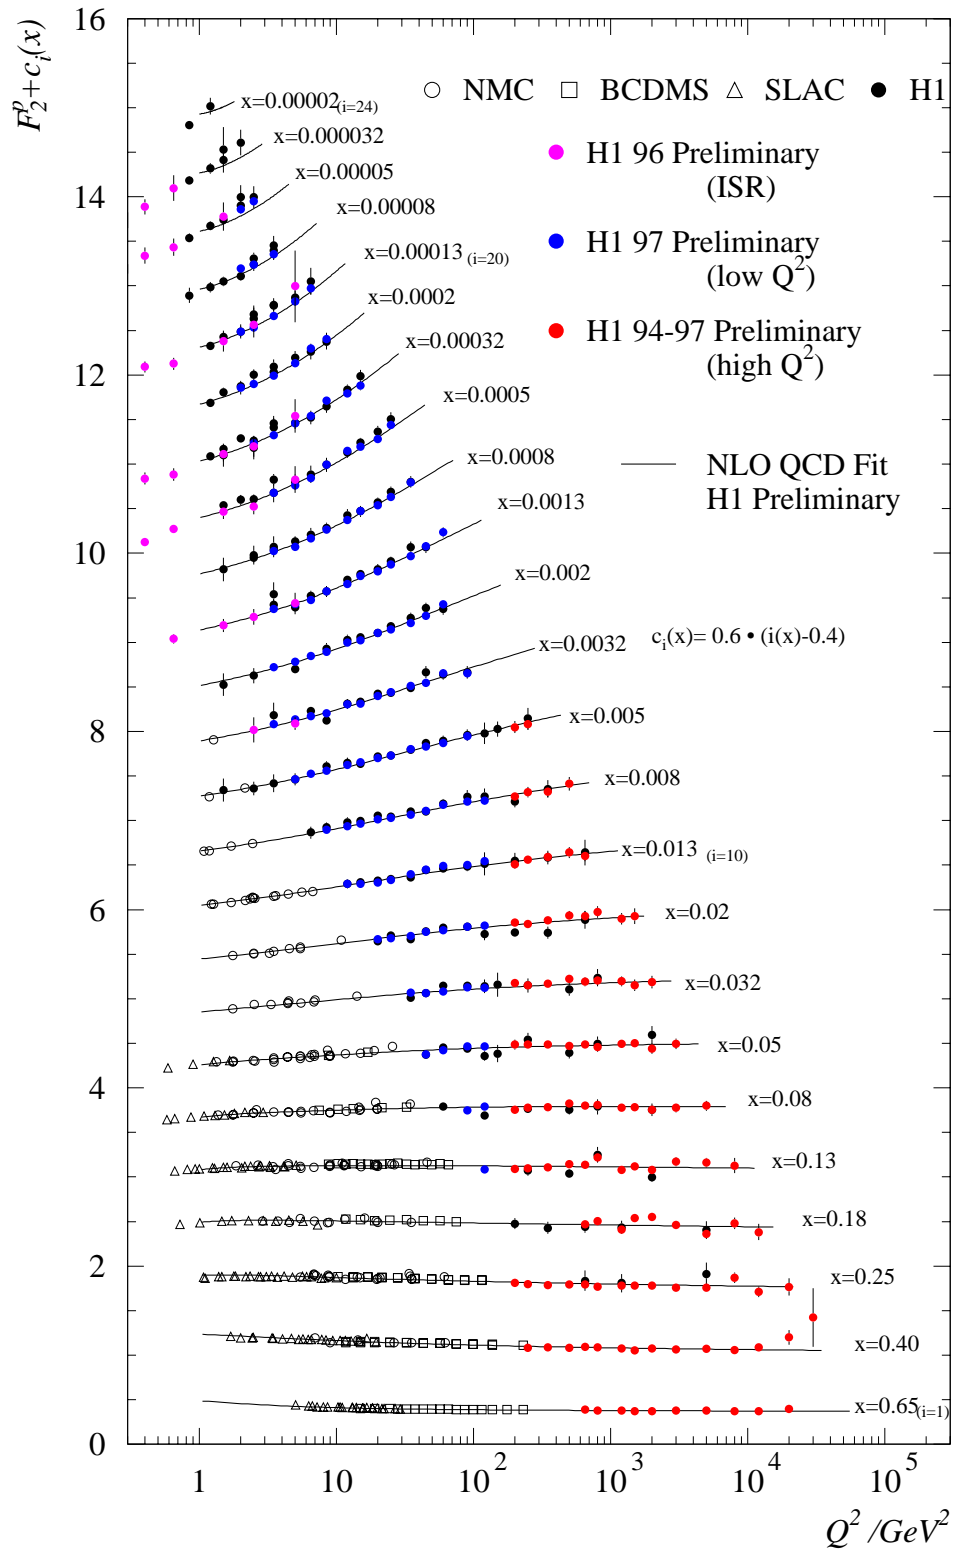 F₂ᵖ+cᵢ(x)
16
○ NMC □ BCDMS △ SLAC ● H1
x=0.00002(i=24)
x=0.000032
H1 96 Preliminary
(ISR)
x=0.00005
14
x=0.00008
H1 97 Preliminary
(low Q²)
x=0.00013 (i=20)
x=0.0002
H1 94-97 Preliminary
(high Q²)
x=0.00032
12
x=0.0005
x=0.0008
NLO QCD Fit
H1 Preliminary
x=0.0013
10
x=0.002
x=0.0032
cᵢ(x)= 0.6 • (i(x)-0.4)
x=0.005
8
x=0.008
x=0.013 (i=10)
x=0.02
6
x=0.032
x=0.05
4
x=0.08
x=0.13
x=0.18
2
x=0.25
x=0.40
x=0.65(i=1)
0
1 10 10² 10³ 10⁴ 10⁵
Q² /GeV²